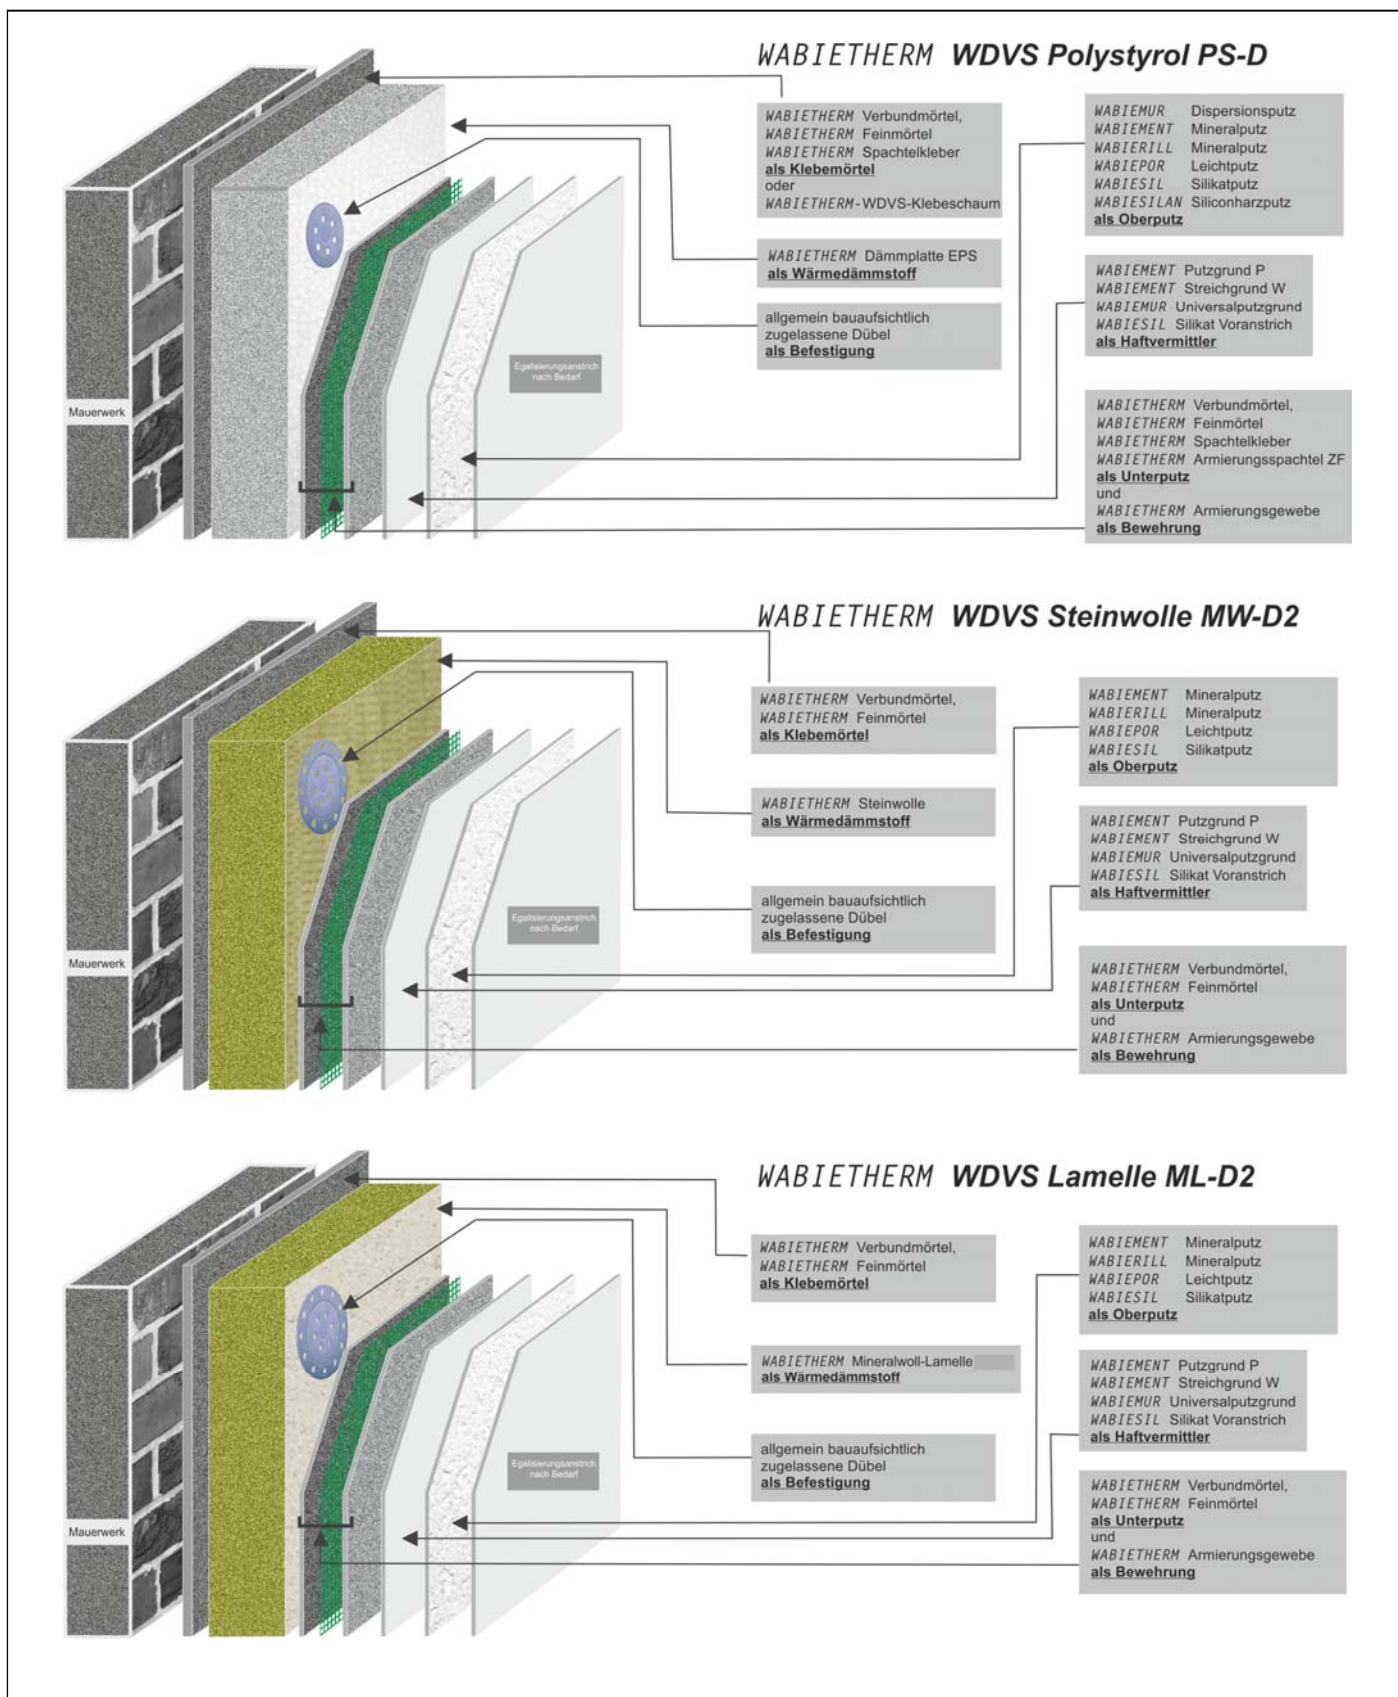 WABIETHERM WDVS Polystyrol PS-D
WABIETHERM Verbundmörtel,
WABIETHERM Feinmörtel
WABIETHERM Spachtelkleber
als Klebemörtel
oder
WABIETHERM-WDVS-Klebeschaum
WABIETHERM Dämmplatte EPS
als Wärmedämmstoff
allgemein bauaufsichtlich
zugelassene Dübel
als Befestigung
WABIEMUR Dispersionsputz
WABIEMENT Mineralputz
WABIERILL Mineralputz
WABIEPOR Leichtputz
WABIESIL Silikatputz
WABIESILAN Siliconharzputz
als Oberputz
WABIEMENT Putzgrund P
WABIEMENT Streichgrund W
WABIEMUR Universalputzgrund
WABIESIL Silikat Voranstrich
als Haftvermittler
WABIETHERM Verbundmörtel,
WABIETHERM Feinmörtel
WABIETHERM Spachtelkleber
WABIETHERM Armierungsspachtel ZF
als Unterputz
und
WABIETHERM Armierungsgewebe
als Bewehrung
Egalisierungsanstrich
nach Bedarf
Mauerwerk
WABIETHERM WDVS Steinwolle MW-D2
WABIETHERM Verbundmörtel,
WABIETHERM Feinmörtel
als Klebemörtel
WABIETHERM Steinwolle
als Wärmedämmstoff
allgemein bauaufsichtlich
zugelassene Dübel
als Befestigung
WABIEMENT Mineralputz
WABIERILL Mineralputz
WABIEPOR Leichtputz
WABIESIL Silikatputz
als Oberputz
WABIEMENT Putzgrund P
WABIEMENT Streichgrund W
WABIEMUR Universalputzgrund
WABIESIL Silikat Voranstrich
als Haftvermittler
WABIETHERM Verbundmörtel,
WABIETHERM Feinmörtel
als Unterputz
und
WABIETHERM Armierungsgewebe
als Bewehrung
Egalisierungsanstrich
nach Bedarf
Mauerwerk
WABIETHERM WDVS Lamelle ML-D2
WABIETHERM Verbundmörtel,
WABIETHERM Feinmörtel
als Klebemörtel
WABIETHERM Mineralwoll-Lamelle
als Wärmedämmstoff
allgemein bauaufsichtlich
zugelassene Dübel
als Befestigung
WABIEMENT Mineralputz
WABIERILL Mineralputz
WABIEPOR Leichtputz
WABIESIL Silikatputz
als Oberputz
WABIEMENT Putzgrund P
WABIEMENT Streichgrund W
WABIEMUR Universalputzgrund
WABIESIL Silikat Voranstrich
als Haftvermittler
WABIETHERM Verbundmörtel,
WABIETHERM Feinmörtel
als Unterputz
und
WABIETHERM Armierungsgewebe
als Bewehrung
Egalisierungsanstrich
nach Bedarf
Mauerwerk